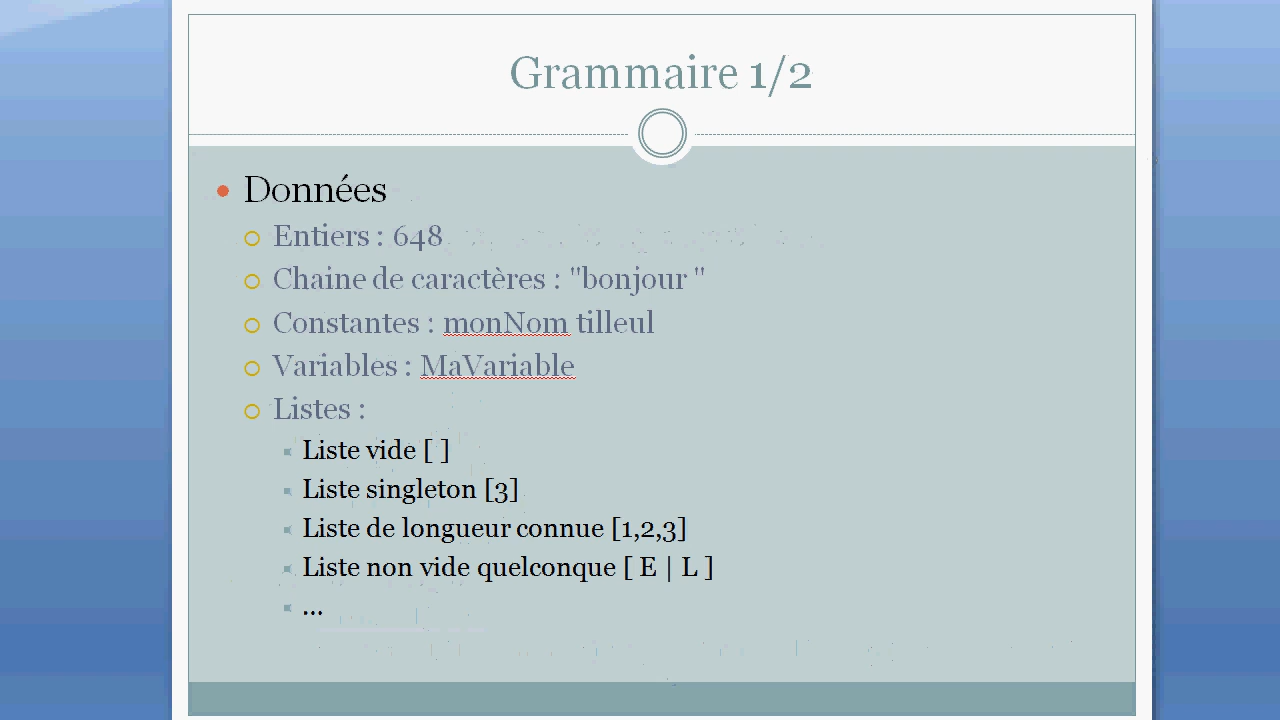 Grammaire 1/2
Données
Entiers : 648
Chaine de caractères : "bonjour "
Constantes : monNom tilleul
Variables : MaVariable
Listes :
Liste vide [ ]
Liste singleton [3]
Liste de longueur connue [1,2,3]
Liste non vide quelconque [ E | L ]
...